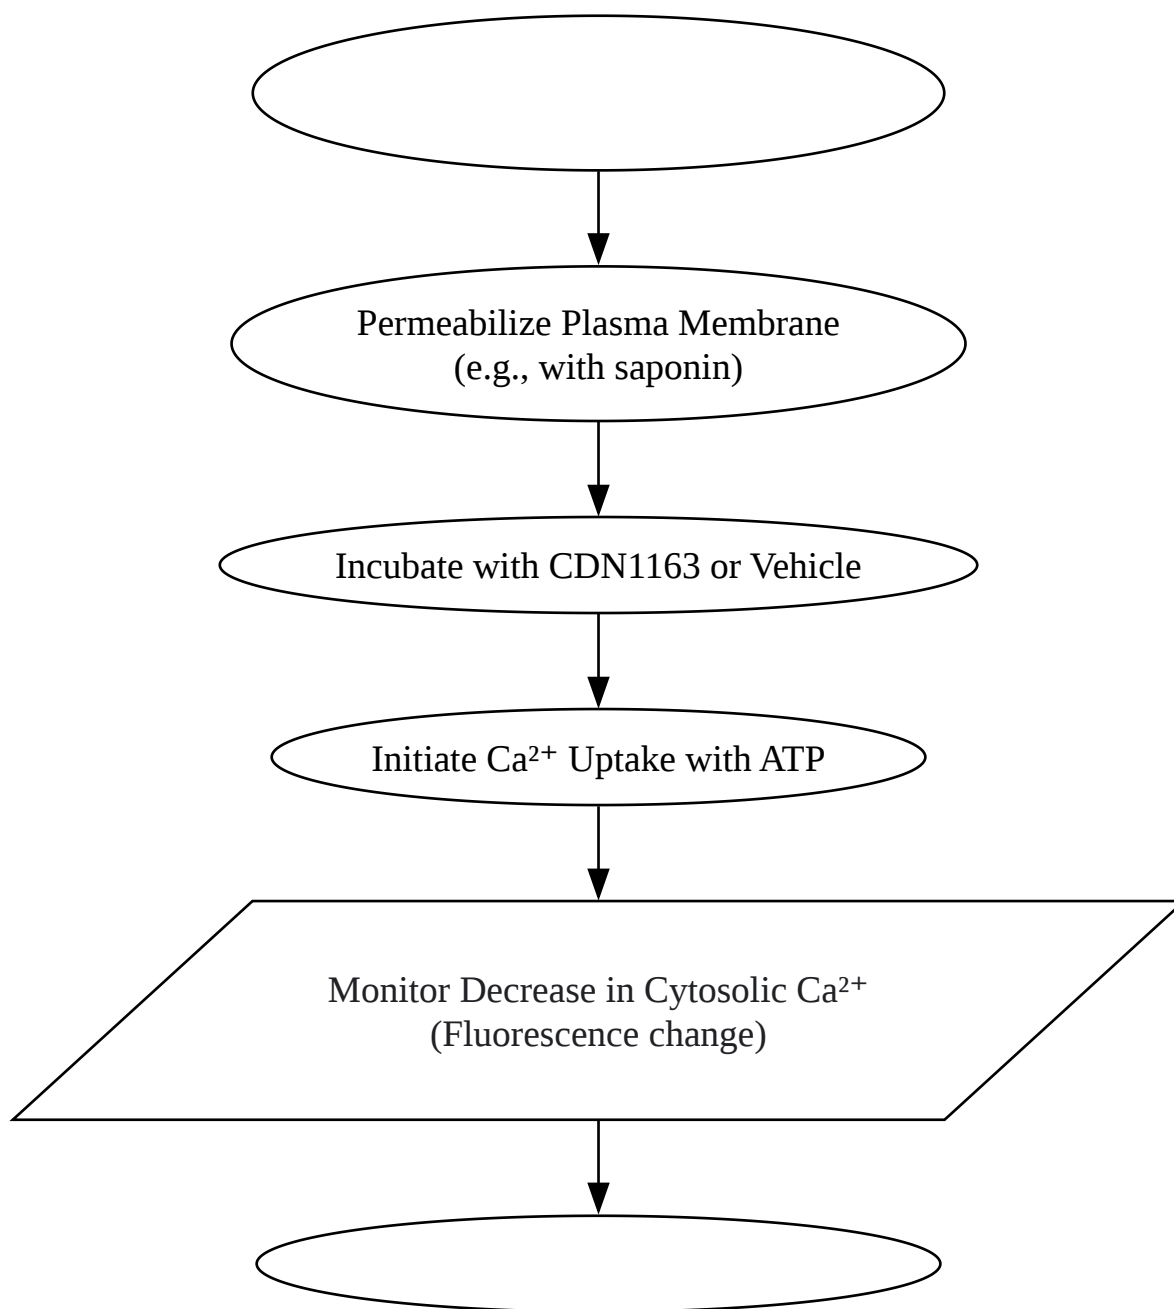 Permeabilize Plasma Membrane
(e.g., with saponin)
Incubate with CDN1163 or Vehicle
Initiate Ca²⁺ Uptake with ATP
Monitor Decrease in Cytosolic Ca²⁺
(Fluorescence change)